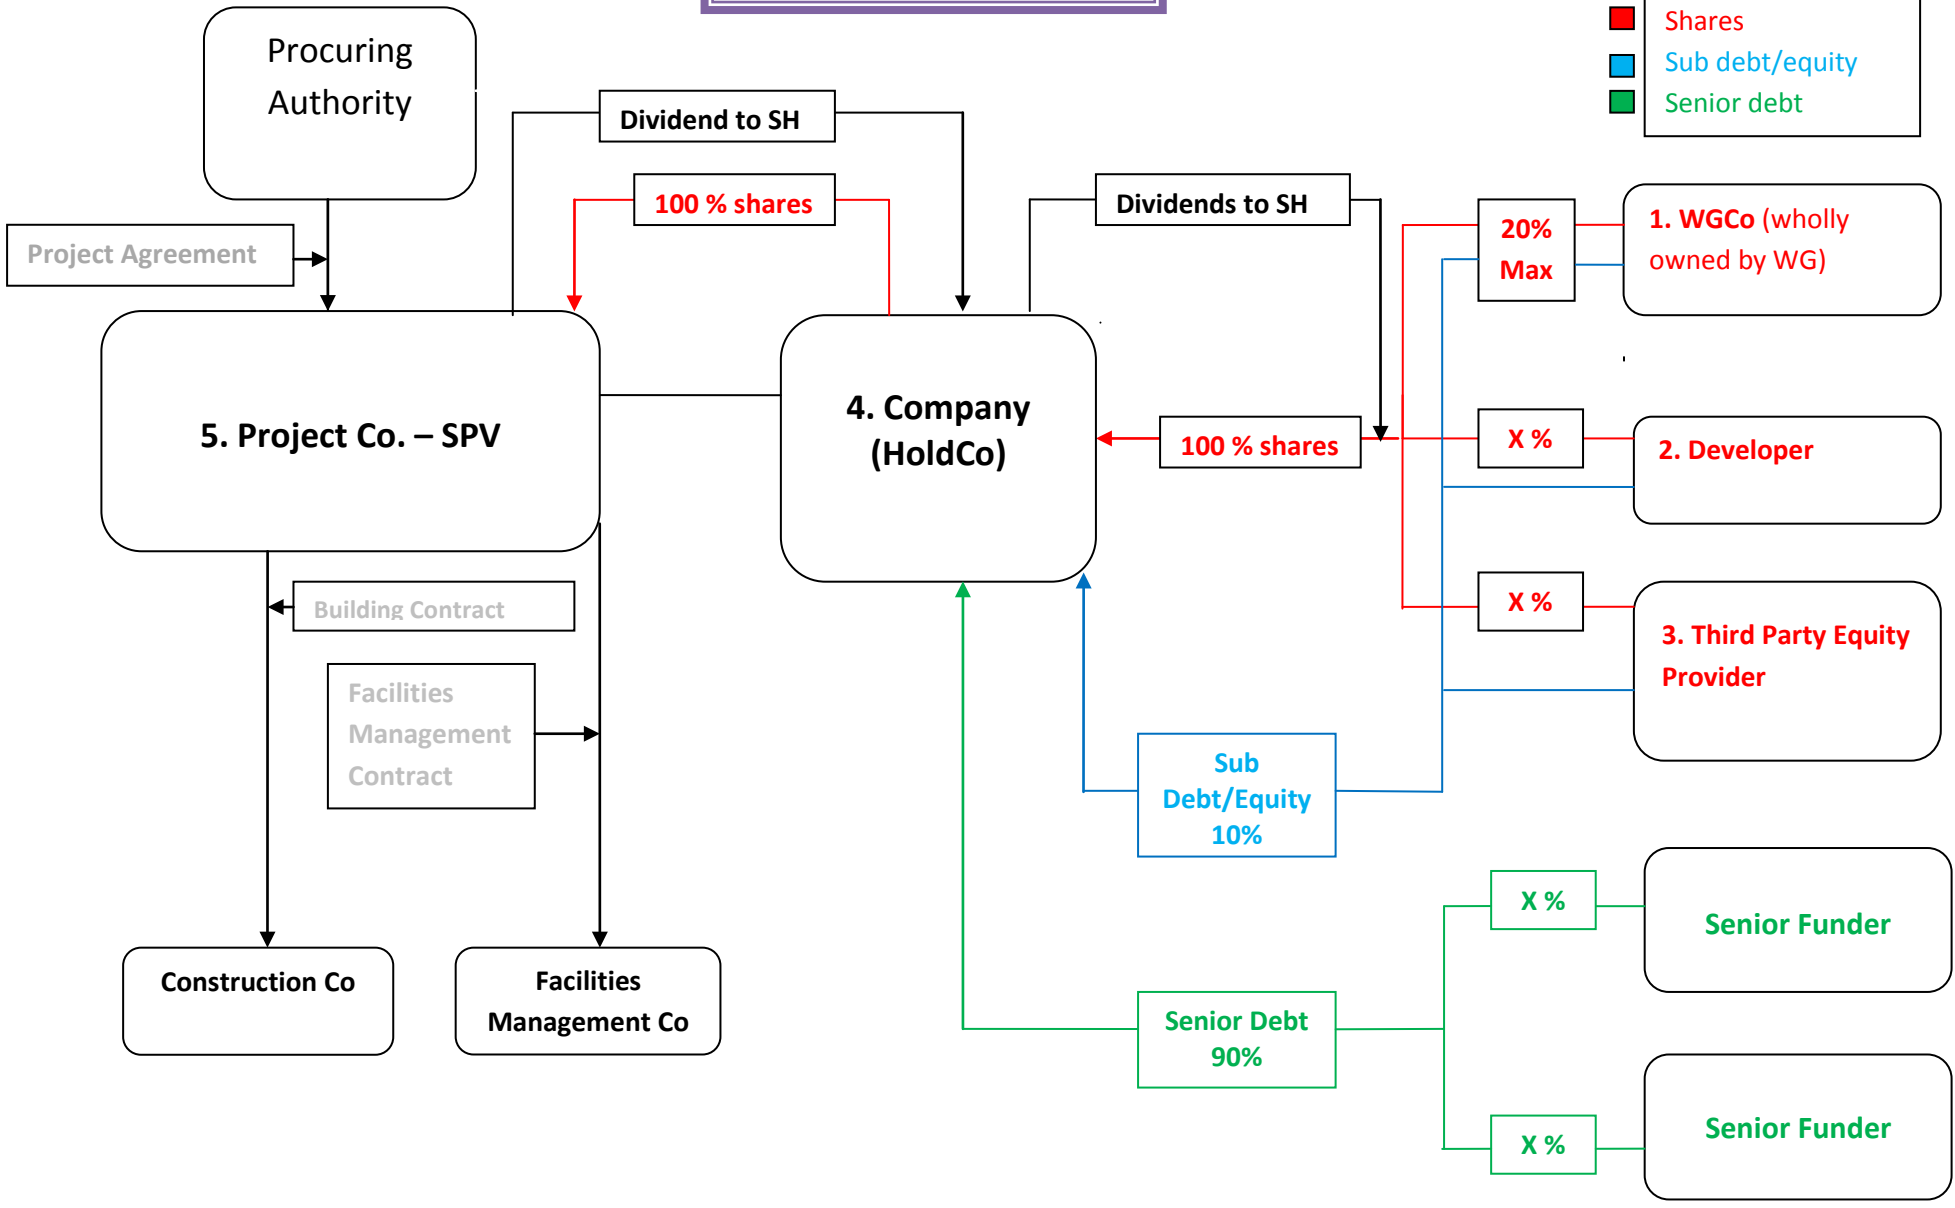 Procuring
Authority
Shares
Sub debt/equity
Senior debt
Dividend to SH
100 % shares
Dividends to SH
20%
Max
1. WGCo (wholly
owned by WG)
Project Agreement
5. Project Co. – SPV
4. Company
(HoldCo)
100 % shares
X %
2. Developer
X %
3. Third Party Equity
Provider
Building Contract
Facilities
Management
Contract
Sub
Debt/Equity
10%
X %
Senior Funder
Construction Co
Facilities
Management Co
Senior Debt
90%
X %
Senior Funder